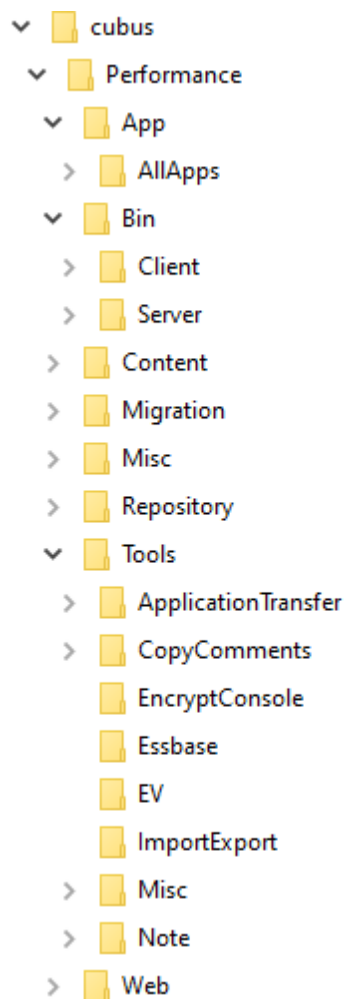 cubus
Performance
App
AllApps
Bin
Client
Server
Content
Migration
Misc
Repository
Tools
ApplicationTransfer
CopyComments
EncryptConsole
Essbase
EV
ImportExport
Misc
Note
Web